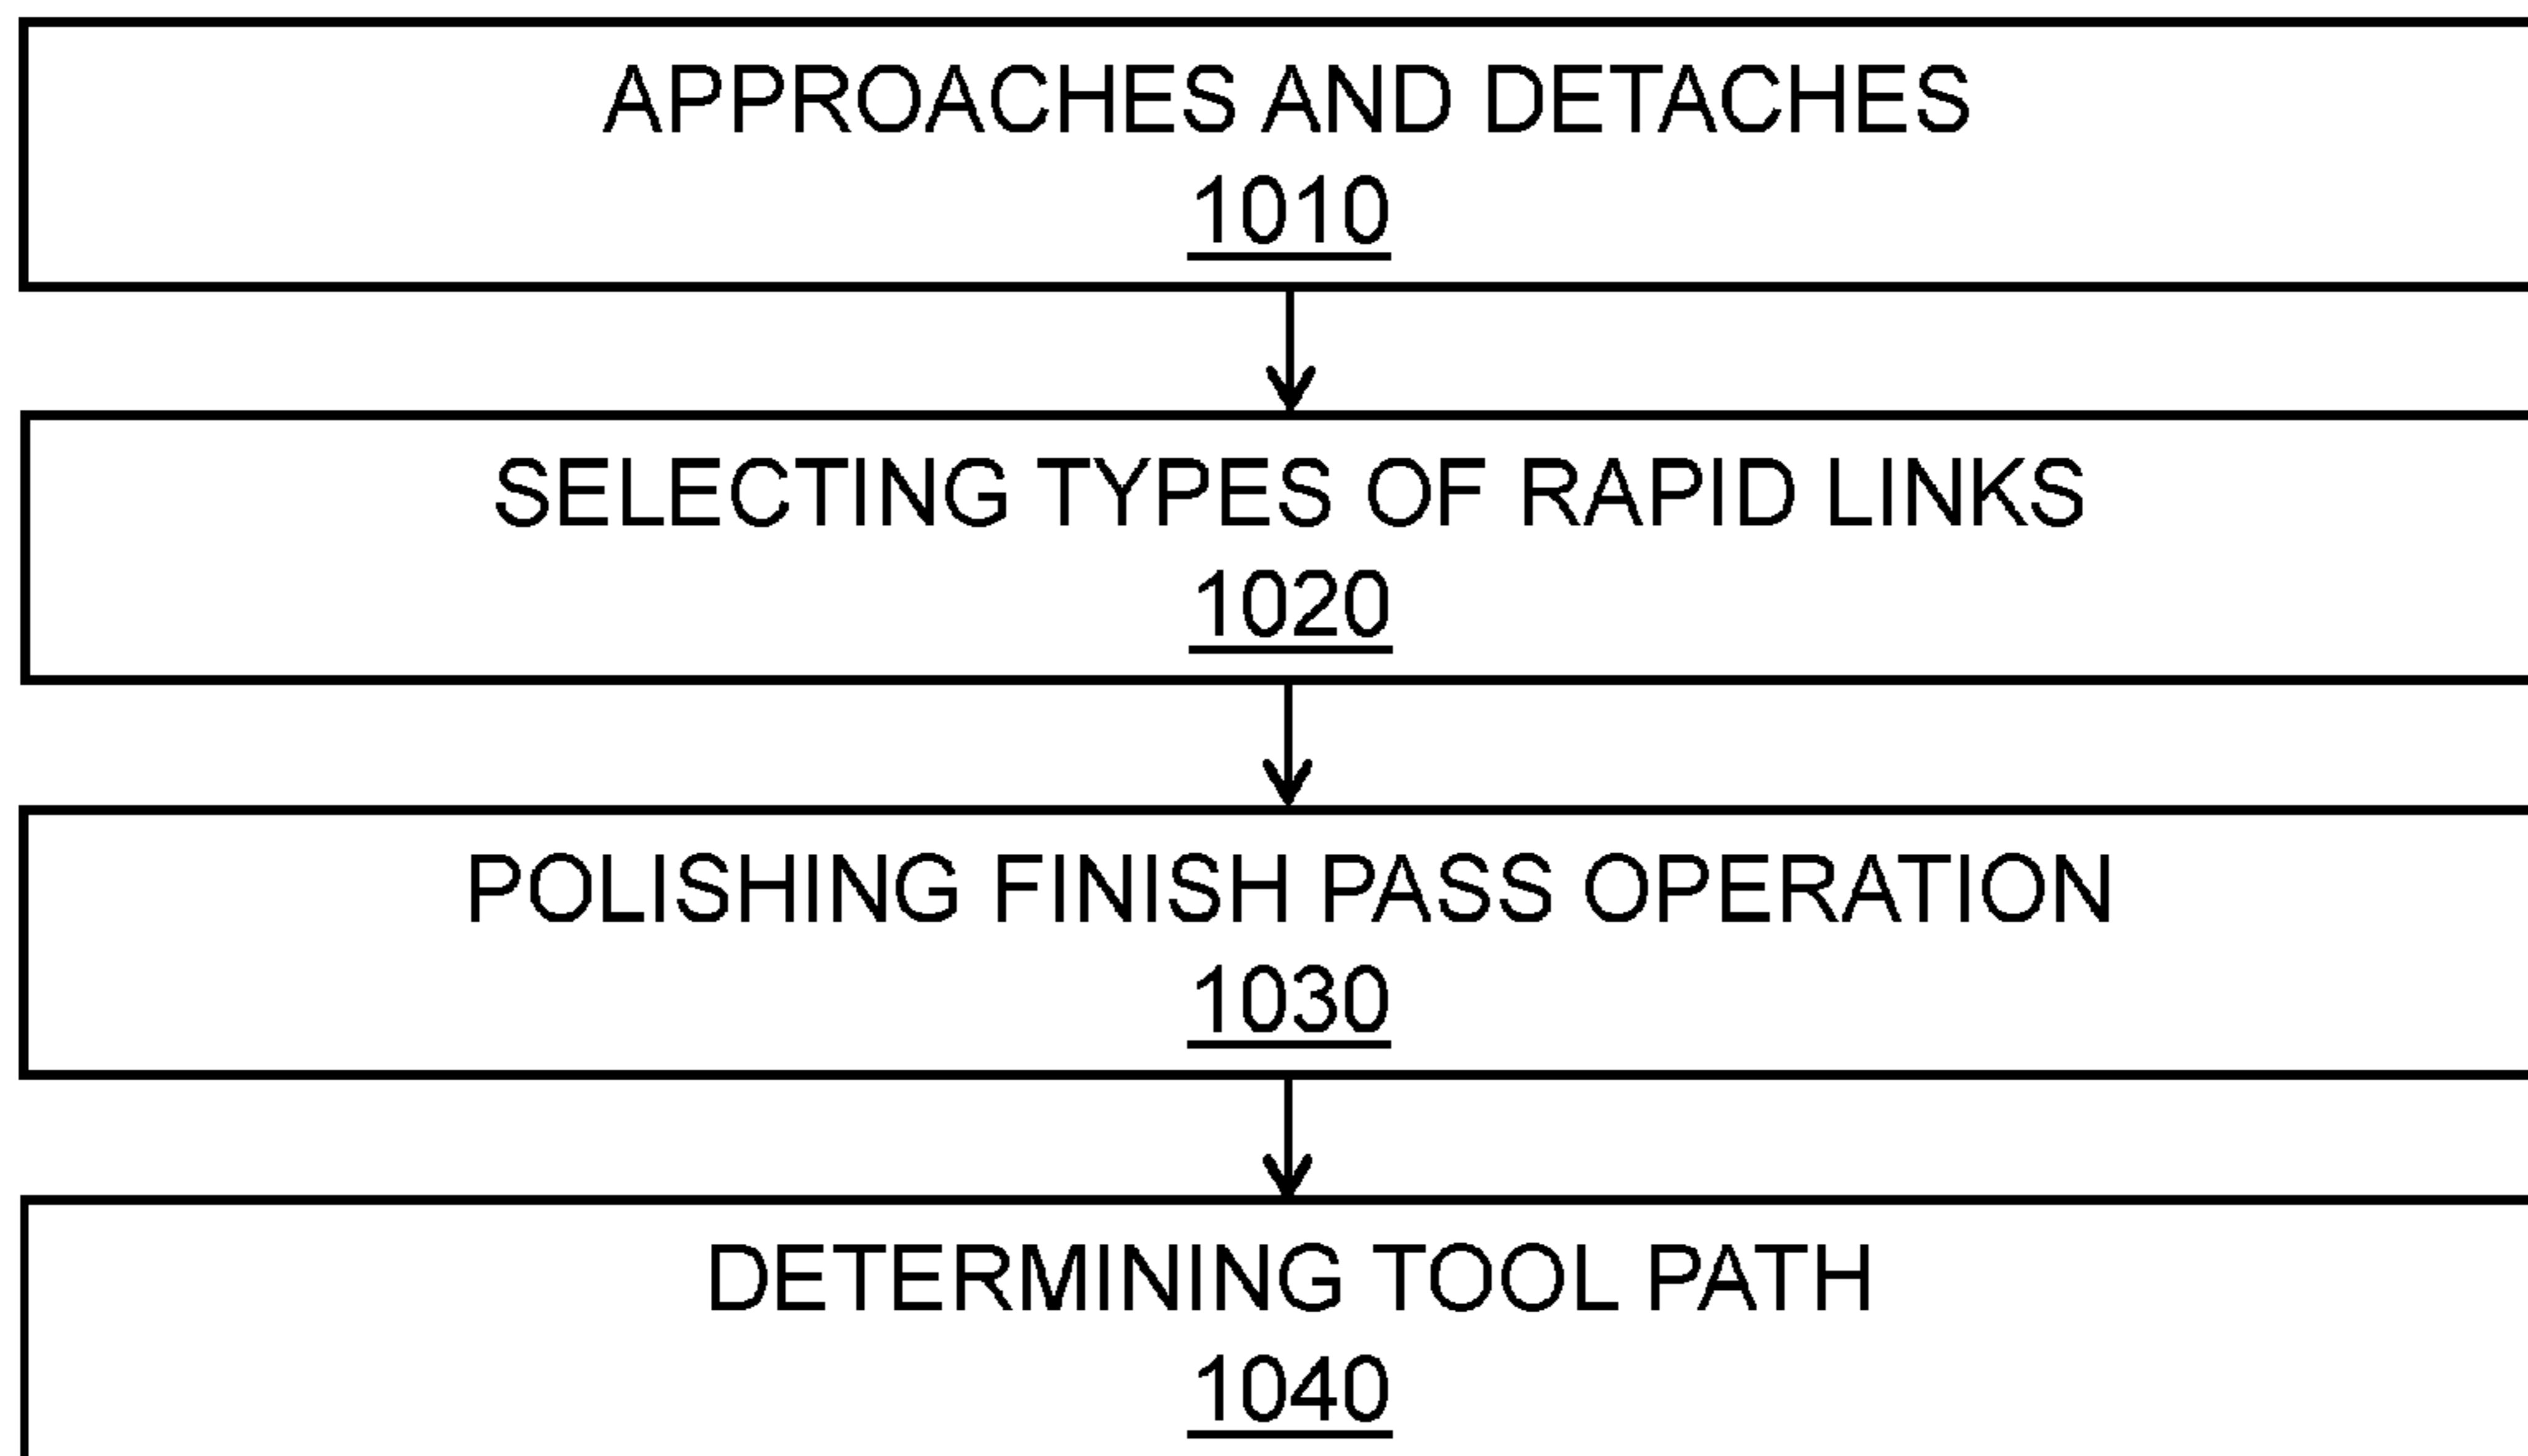 APPROACHES AND DETACHES
1010
SELECTING TYPES OF RAPID LINKS
1020
POLISHING FINISH PASS OPERATION
1030
DETERMINING TOOL PATH
1040